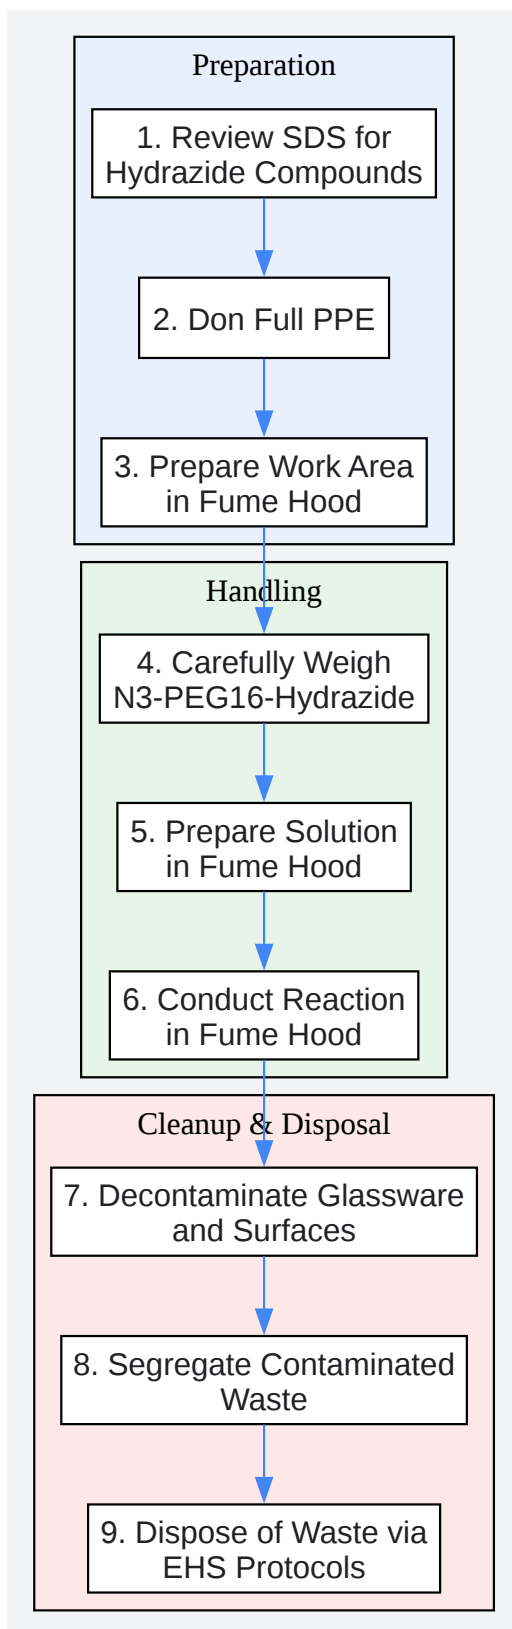 Preparation
1. Review SDS for
Hydrazide Compounds
2. Don Full PPE
3. Prepare Work Area
in Fume Hood
Handling
4. Carefully Weigh
N3-PEG16-Hydrazide
5. Prepare Solution
in Fume Hood
6. Conduct Reaction
in Fume Hood
Cleanup & Disposal
7. Decontaminate Glassware
and Surfaces
8. Segregate Contaminated
Waste
9. Dispose of Waste via
EHS Protocols